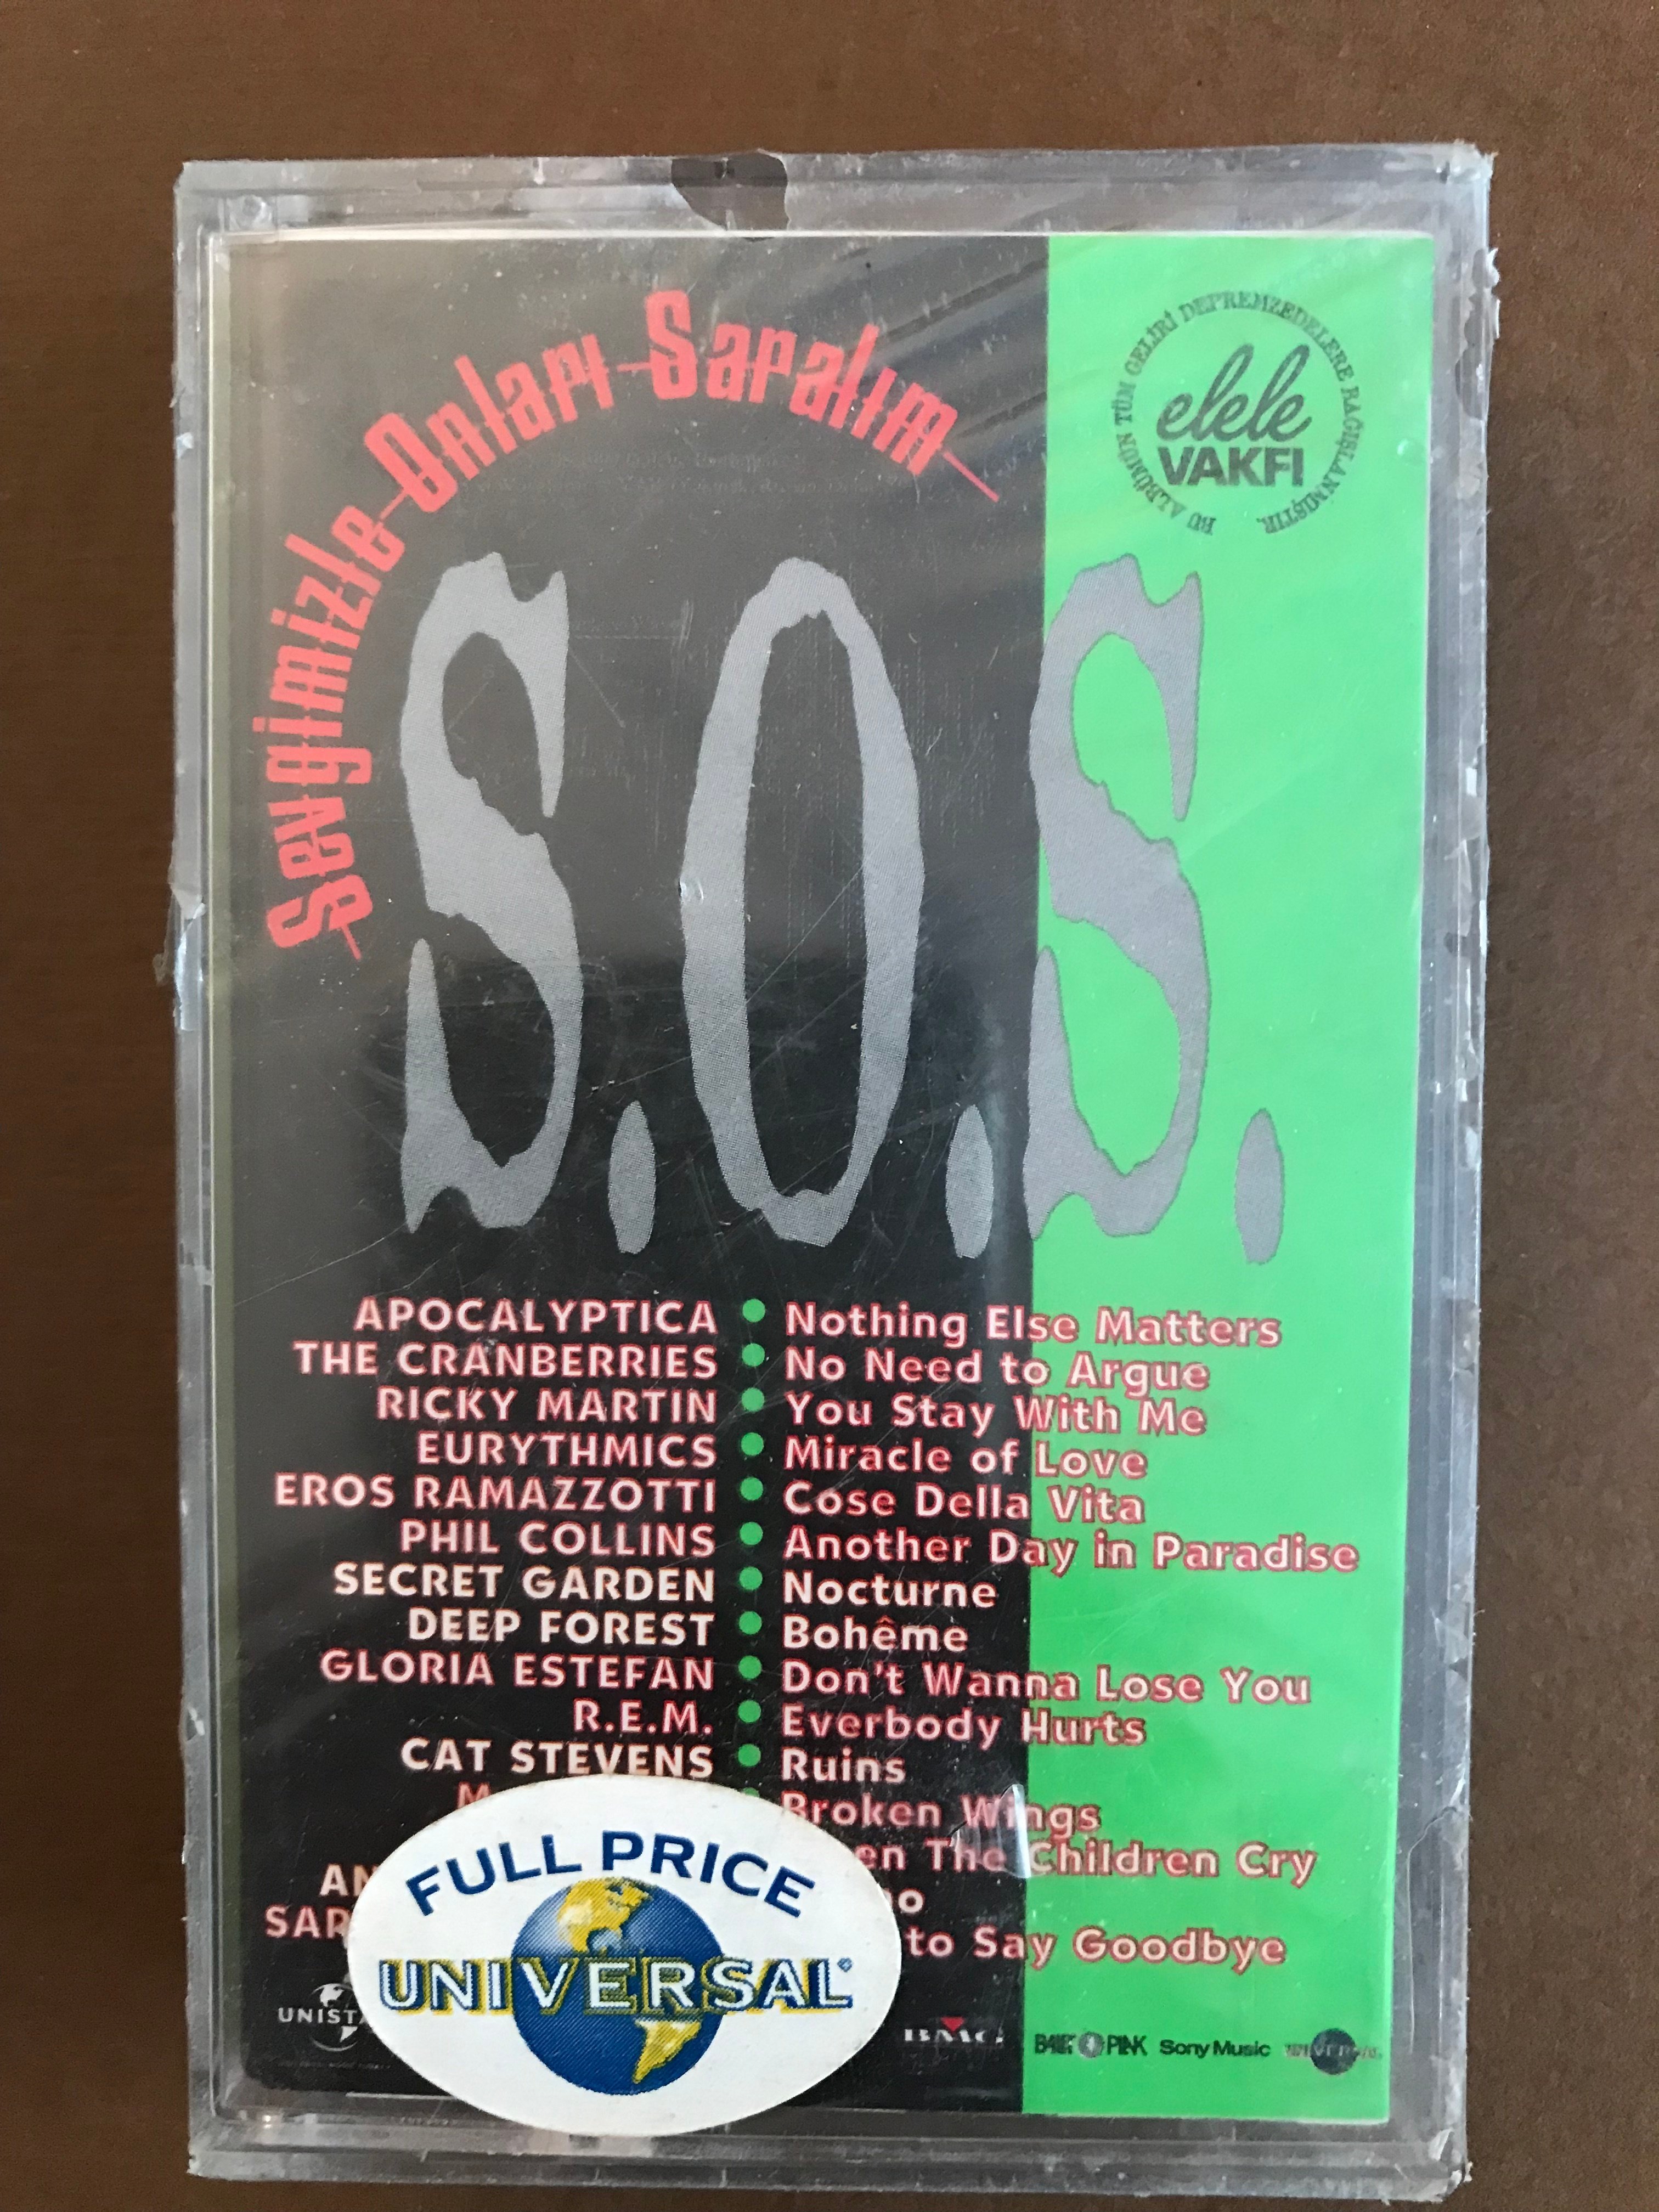 Sevgimizle Onları Saralım
BU ALBÜMÜN TÜM GELİRİ DEPREMZEDELERE BAĞIŞLANMIŞTIR.
elele
VAKFI
S.O.S.
APOCALYPTICA • Nothing Else Matters
THE CRANBERRIES • No Need to Argue
RICKY MARTIN • You Stay With Me
EURYTHMICS • Miracle of Love
EROS RAMAZZOTTI • Cose Della Vita
PHIL COLLINS • Another Day in Paradise
SECRET GARDEN • Nocturne
DEEP FOREST • Bohême
GLORIA ESTEFAN • Don't Wanna Lose You
R.E.M. • Everbody Hurts
CAT STEVENS • Ruins
Broken Wings
The Children Cry
to Say Goodbye
FULL PRICE
UNIVERSAL
BMG
Sony Music
UNIVERSAL